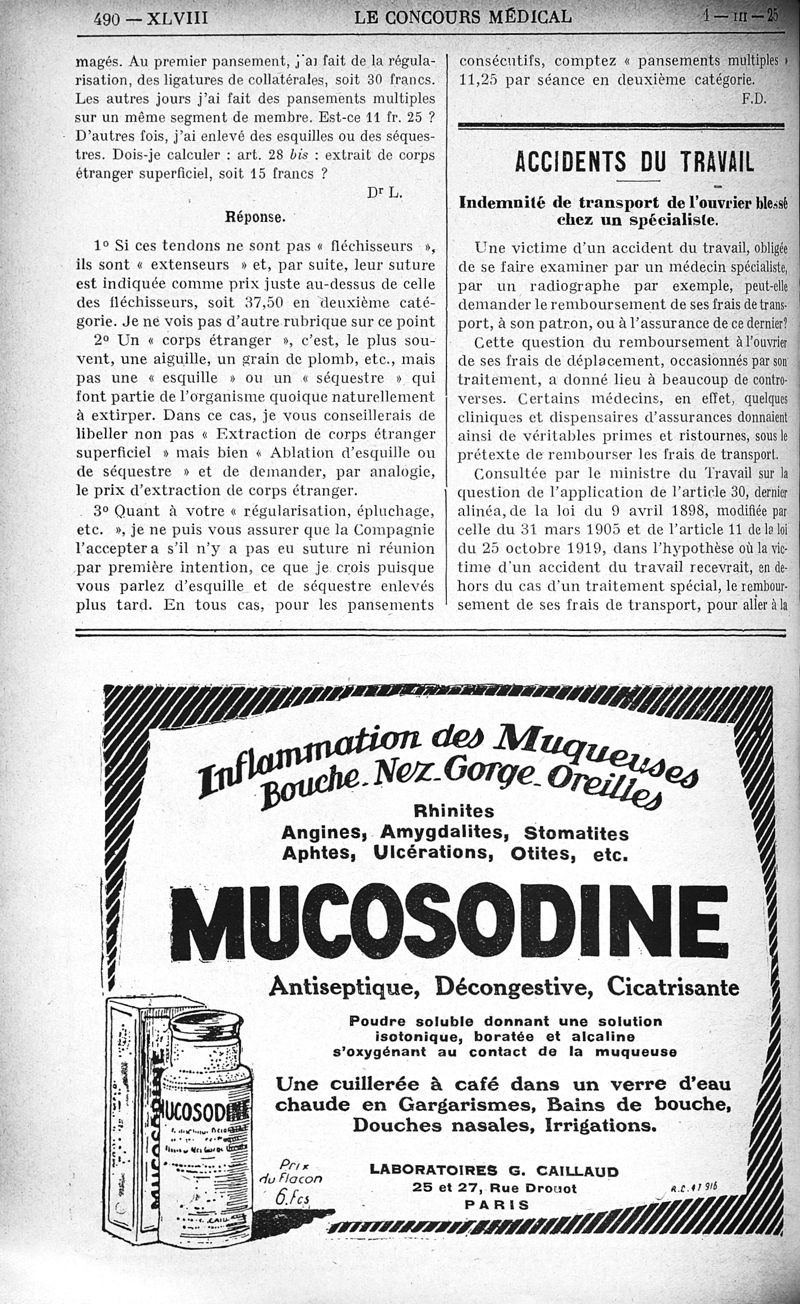 490 — XLVIII LE CONCOURS MÉDICAL 1 — III — 25
magés. Au premier pansement, j'ai fait de la régula-
risation, des ligatures de collatérales, soit 30 francs.
Les autres jours j'ai fait des pansements multiples
sur un même segment de membre. Est-ce 11 fr. 25 ?
D'autres fois, j'ai enlevé des esquilles ou des séques-
tres. Dois-je calculer : art. 28 bis : extrait de corps
étranger superficiel, soit 15 francs ?
Dr L.
Réponse.
1º Si ces tendons ne sont pas « fléchisseurs »,
ils sont « extenseurs » et, par suite, leur suture
est indiquée comme prix juste au-dessus de celle
des fléchisseurs, soit 37,50 en deuxième caté-
gorie. Je ne vois pas d'autre rubrique sur ce point
2º Un « corps étranger », c'est, le plus sou-
vent, une aiguille, un grain de plomb, etc., mais
pas une « esquille » ou un « séquestre » qui
font partie de l'organisme quoique naturellement
à extirper. Dans ce cas, je vous conseillerais de
libeller non pas « Extraction de corps étranger
superficiel » mais bien « Ablation d'esquille ou
de séquestre » et de demander, par analogie,
le prix d'extraction de corps étranger.
3º Quant à votre « régularisation, épluchage,
etc. », je ne puis vous assurer que la Compagnie
l'acceptera s'il n'y a pas eu suture ni réunion
par première intention, ce que je crois puisque
vous parlez d'esquille et de séquestre enlevés
plus tard. En tous cas, pour les pansements
consécutifs, comptez « pansements multiples »
11,25 par séance en deuxième catégorie.
F.D.
ACCIDENTS DU TRAVAIL
Indemnité de transport de l'ouvrier blessé
chez un spécialiste.
Une victime d'un accident du travail, obligée
de se faire examiner par un médecin spécialiste,
par un radiographe par exemple, peut-elle
demander le remboursement de ses frais de trans-
port, à son patron, ou à l'assurance de ce dernier?
Cette question du remboursement à l'ouvrier
de ses frais de déplacement, occasionnés par son
traitement, a donné lieu à beaucoup de contro-
verses. Certains médecins, en effet, quelques
cliniques et dispensaires d'assurances donnaient
ainsi de véritables primes et ristournes, sous le
prétexte de rembourser les frais de transport.
Consultée par le ministre du Travail sur la
question de l'application de l'article 30, dernier
alinéa, de la loi du 9 avril 1898, modifiée par
celle du 31 mars 1905 et de l'article 11 de la loi
du 25 octobre 1919, dans l'hypothèse où la vic-
time d'un accident du travail recevrait, en de-
hors du cas d'un traitement spécial, le rembour-
sement de ses frais de transport, pour aller à la
Inflammation des Muqueuses
Bouche-Nez-Gorge-Oreilles
Rhinites
Angines, Amygdalites, Stomatites
Aphtes, Ulcérations, Otites, etc.
MUCOSODINE
Antiseptique, Décongestive, Cicatrisante
Poudre soluble donnant une solution
isotonique, boratée et alcaline
s'oxygénant au contact de la muqueuse
Une cuillerée à café dans un verre d'eau
chaude en Gargarismes, Bains de bouche,
Douches nasales, Irrigations.
MUCOSODINE
MUCOSODINE
Prix
du Flacon
6.Fcs
LABORATOIRES G. CAILLAUD
25 et 27, Rue Drouot
PARIS
R.C. 47 916